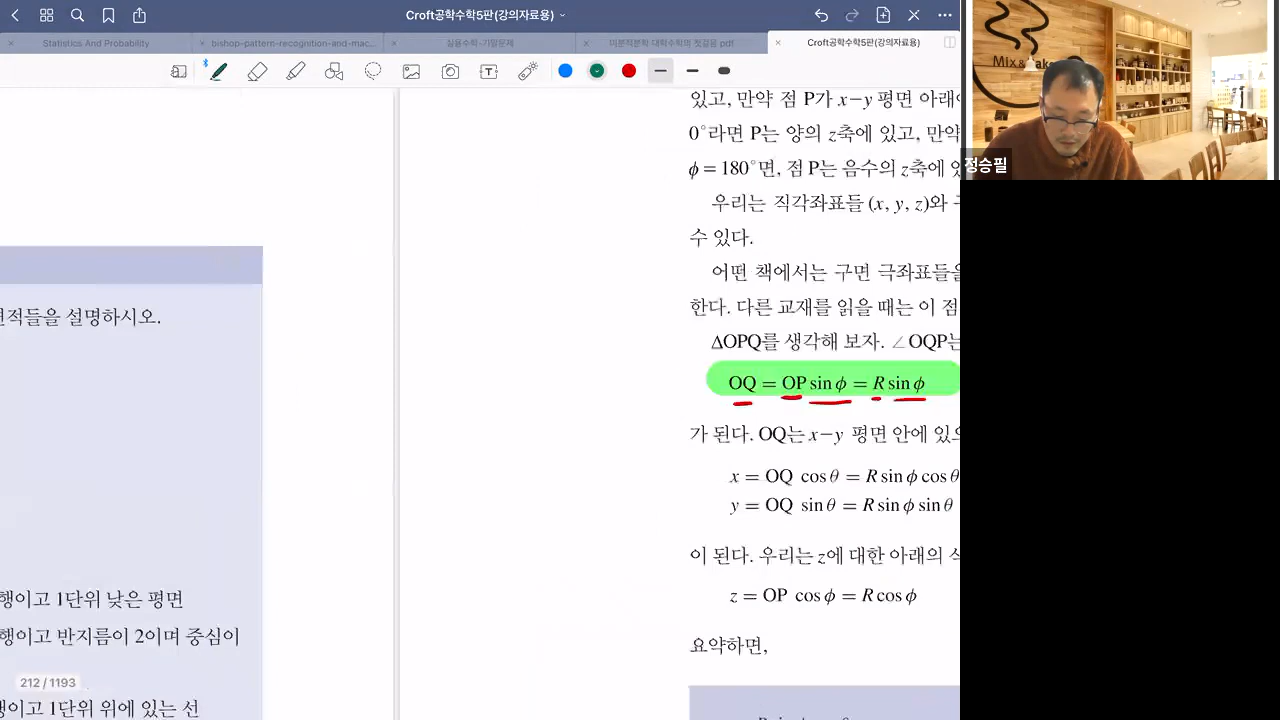 Croft공학수학5판(강의자료용)
Statistics And Probability
bishop-pattern-recognition-and-mac...
실용수학-기말문제
미분적분학-대학수학의 첫걸음.pdf
Croft공학수학5판(강의자료용)
면적들을 설명하시오.
행이고 1단위 낮은 평면
행이고 반지름이 2이며 중심이
212 / 1193
행이고 1단위 위에 있는 선
있고, 만약 점 P가 x−y 평면 아래에
0°라면 P는 양의 z축에 있고, 만약
ϕ = 180°면, 점 P는 음수의 z축에 있
우리는 직각좌표들 (x, y, z)와 구
수 있다.
어떤 책에서는 구면 극좌표들을
한다. 다른 교재를 읽을 때는 이 점
ΔOPQ를 생각해 보자. ∠OQP는
OQ = OP sin ϕ = R sin ϕ
가 된다. OQ는 x−y 평면 안에 있으
x = OQ cos θ = R sin ϕ cos θ
y = OQ sin θ = R sin ϕ sin θ
이 된다. 우리는 z에 대한 아래의 식
z = OP cos ϕ = R cos ϕ
요약하면,
정승필